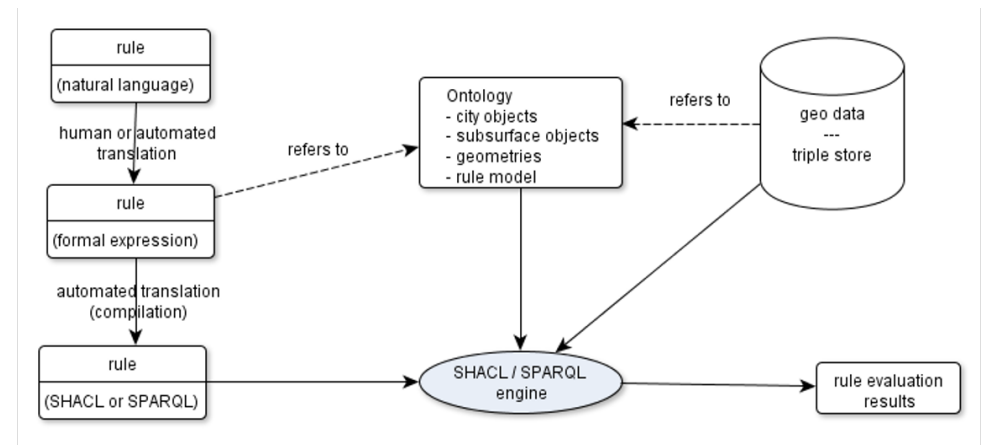 rule
(natural language)
human or automated
translation
rule
(formal expression)
automated translation
(compilation)
rule
(SHACL or SPARQL)
refers to
Ontology
- city objects
- subsurface objects
- geometries
- rule model
refers to
geo data
---
triple store
SHACL / SPARQL
engine
rule evaluation
results